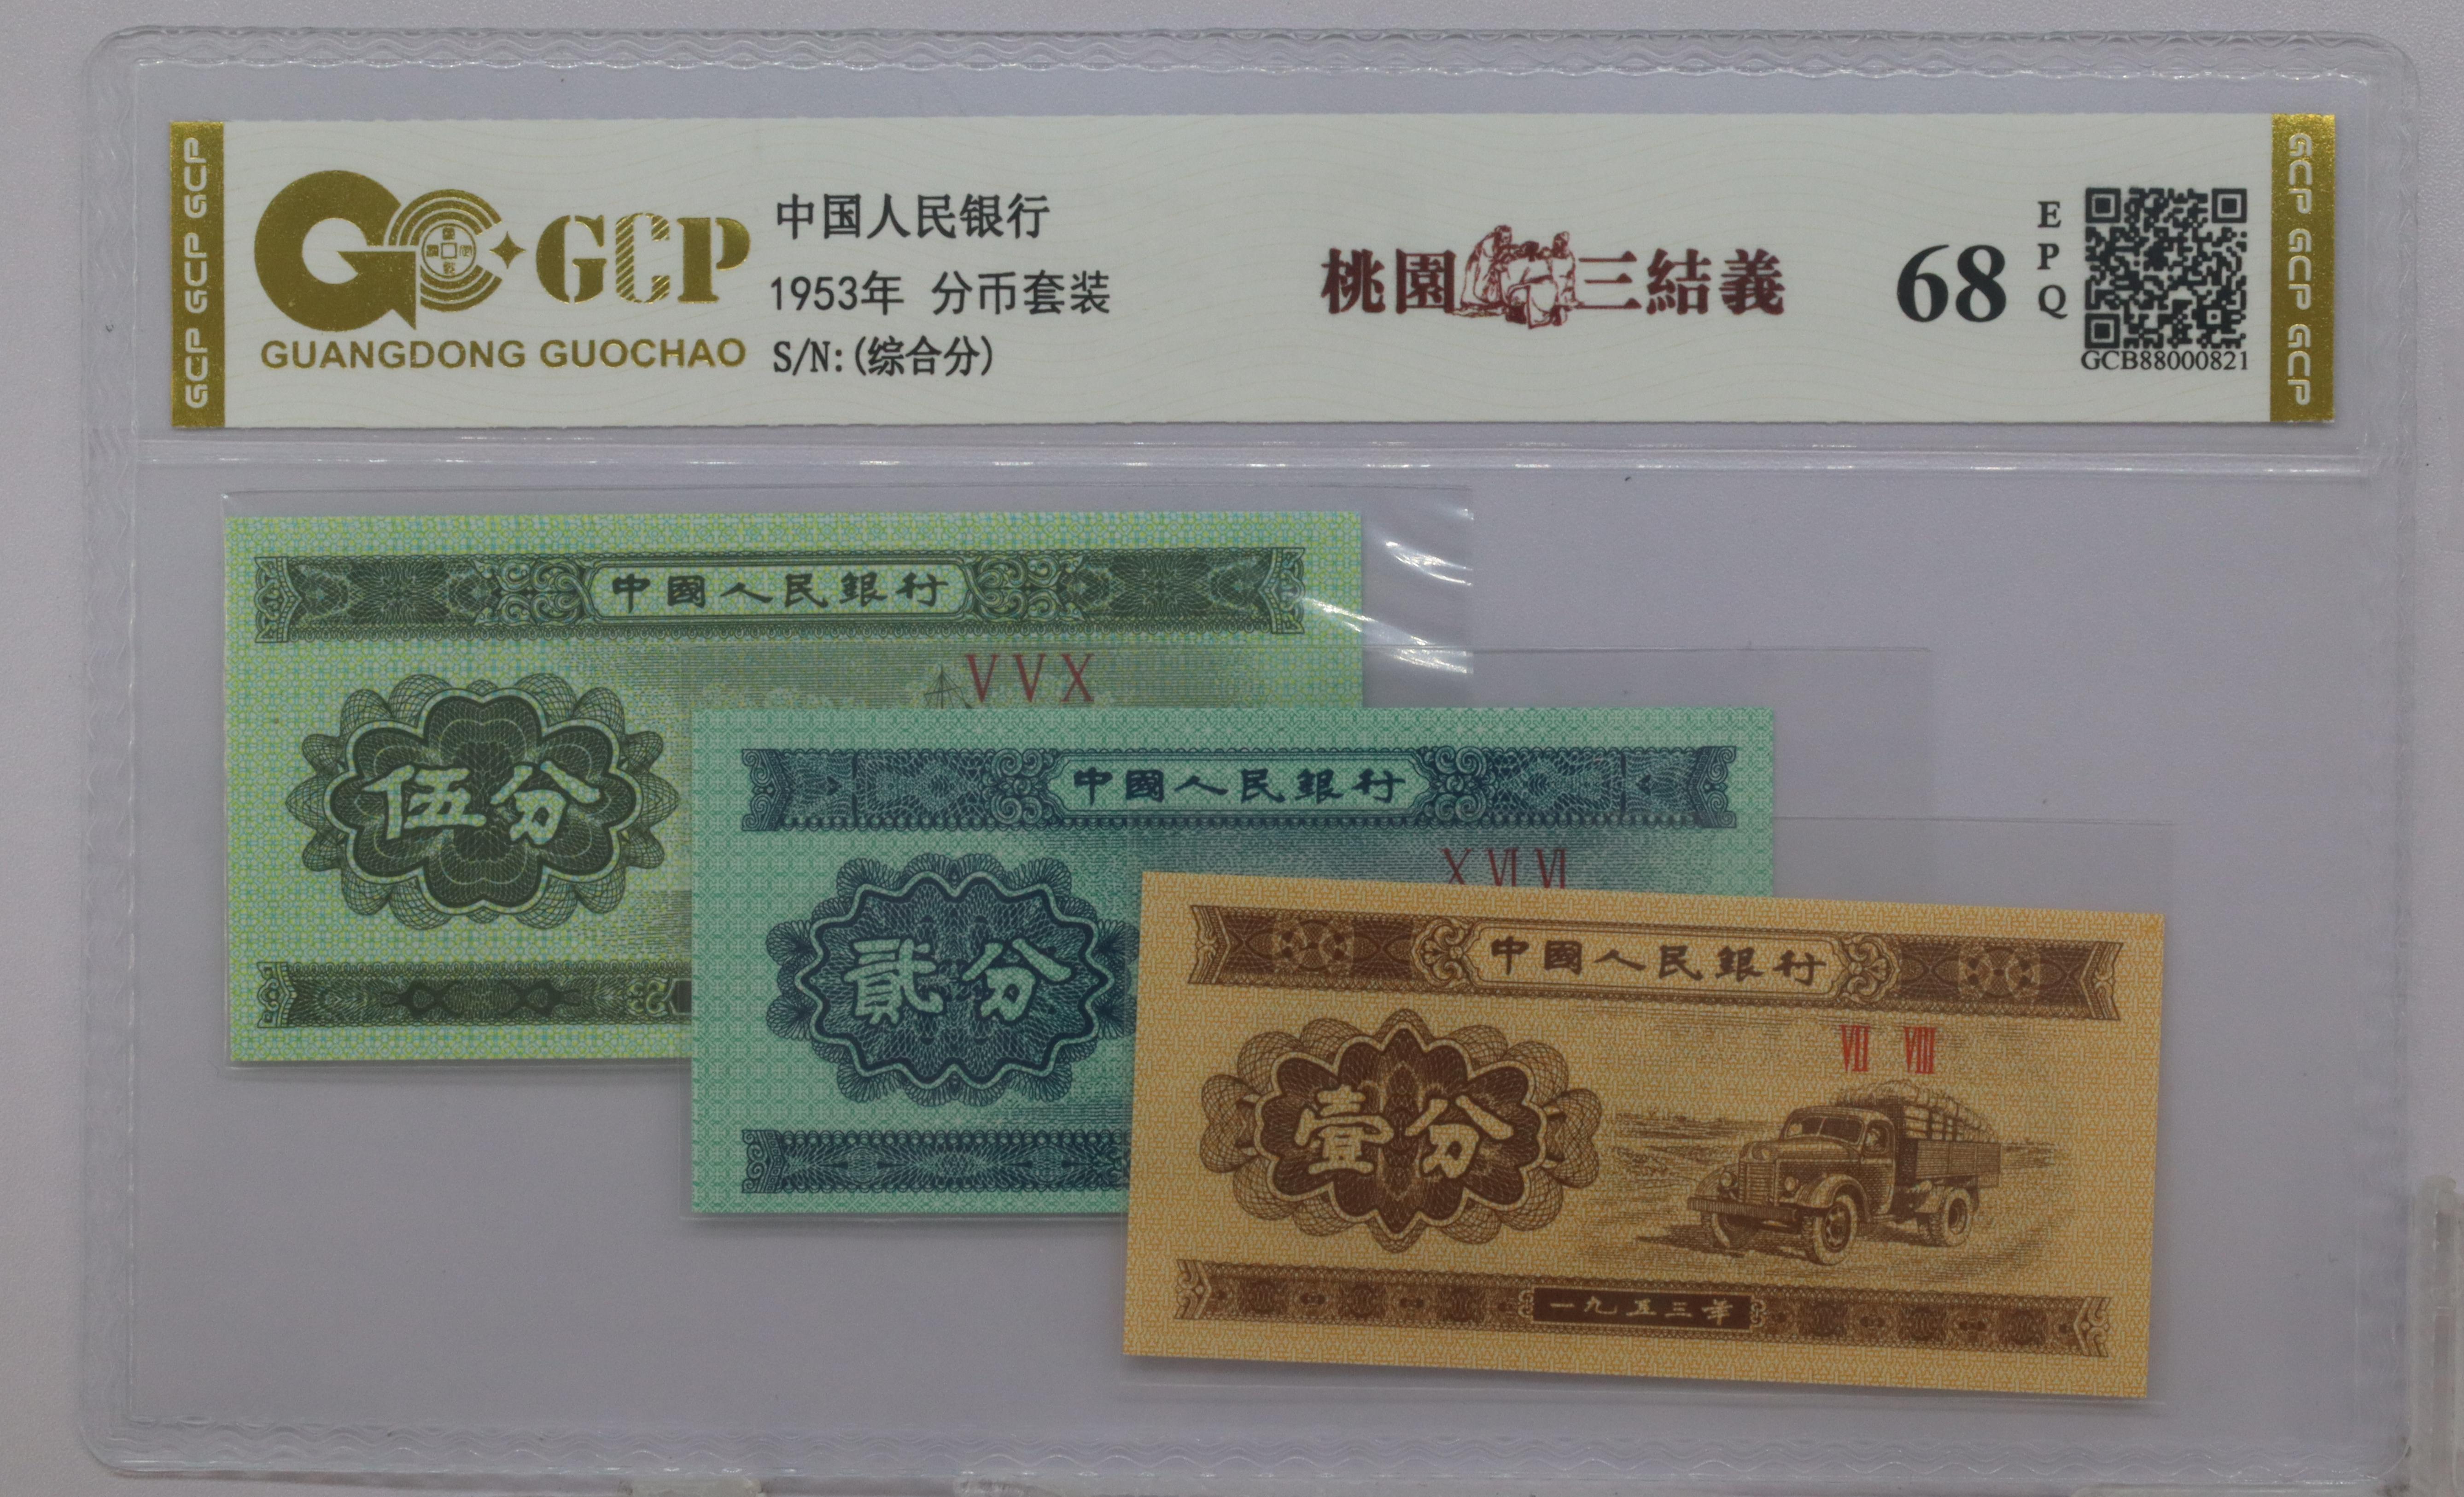 GCP GCP GCP
GCP
GUANGDONG GUOCHAO
中国人民银行
1953年 分币套装
S/N:(综合分)
桃園三結義
68
EPQ
GCB88000821
GCP GCP GCP
中國人民銀行
V V X
伍分
中國人民銀行
X VI VI
貳分
中國人民銀行
VII VIII
壹分
一九五三年